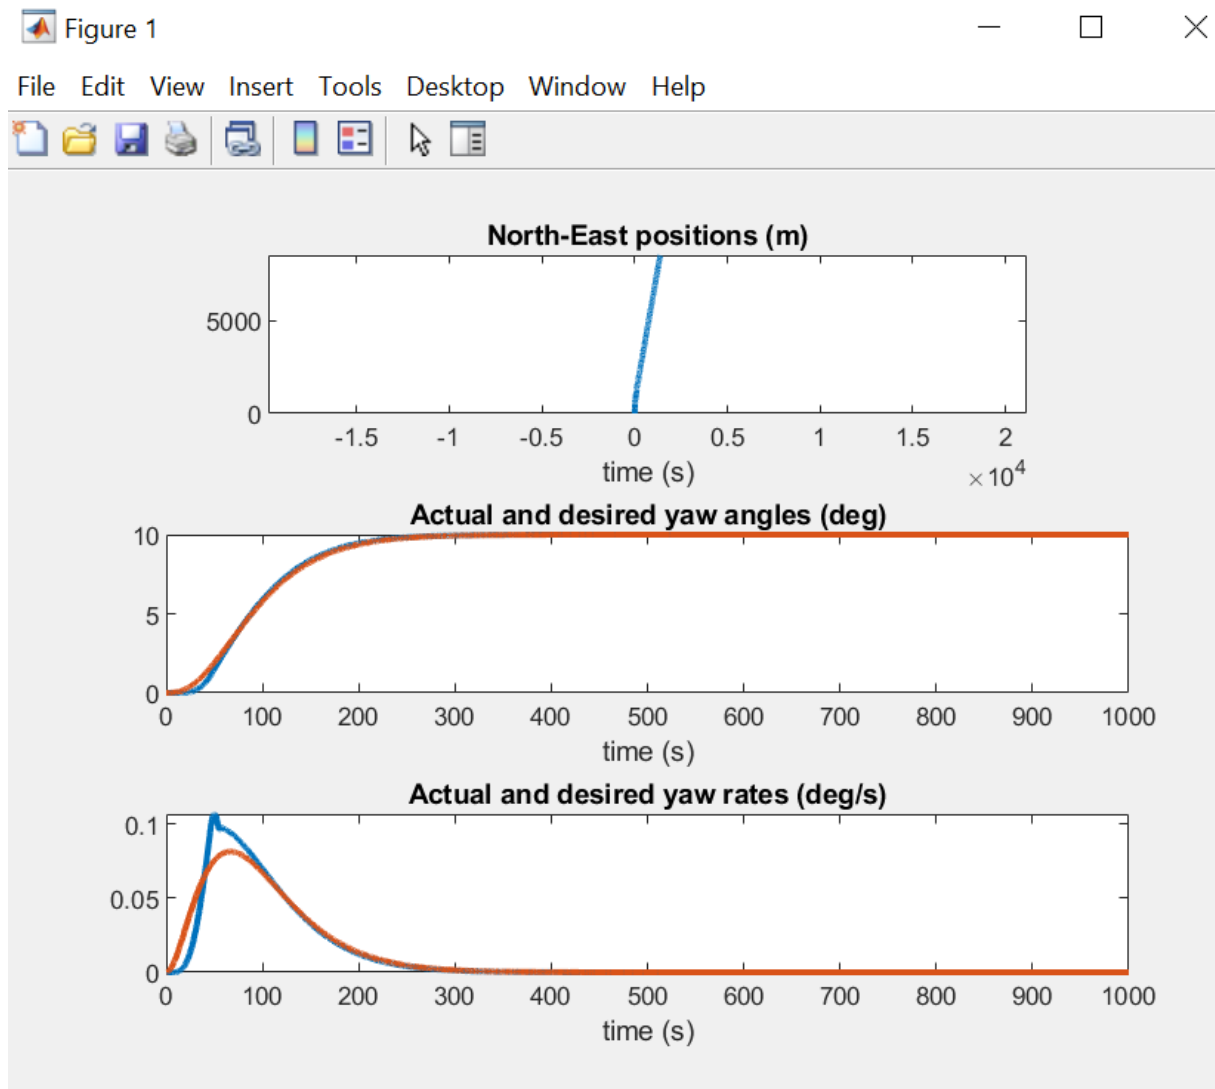 Figure 1
File Edit View Insert Tools Desktop Window Help
North-East positions (m)
5000
0
-1.5 -1 -0.5 0 0.5 1 1.5 2
time (s)
×10^4
Actual and desired yaw angles (deg)
10
5
0
0 100 200 300 400 500 600 700 800 900 1000
time (s)
Actual and desired yaw rates (deg/s)
0.1
0.05
0
0 100 200 300 400 500 600 700 800 900 1000
time (s)